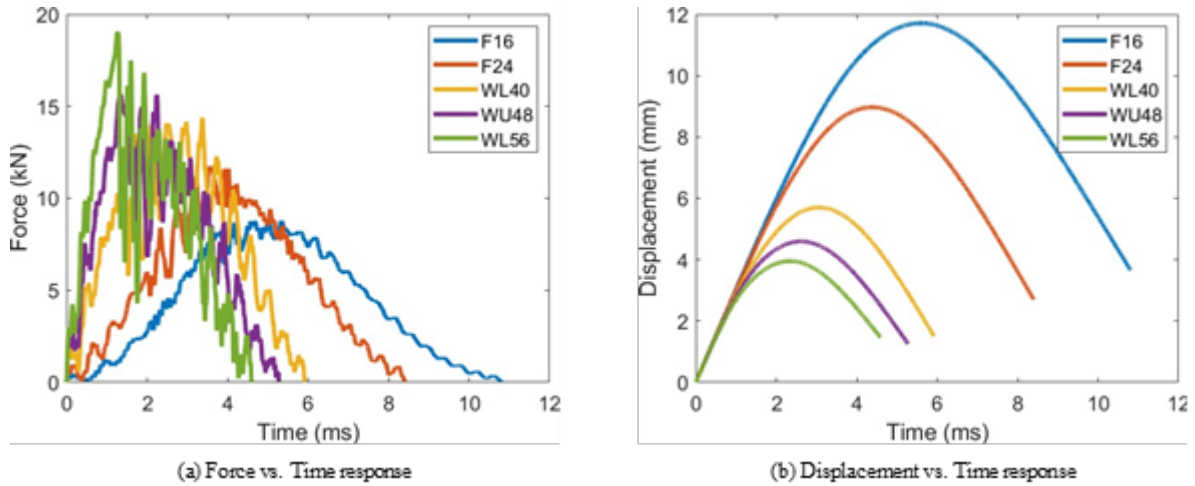 20
15
10
5
0
Force (kN)
F16
F24
WL40
WU48
WL56
0 2 4 6 8 10 12
Time (ms)
(a) Force vs. Time response
12
10
8
6
4
2
0
Displacement (mm)
F16
F24
WL40
WU48
WL56
0 2 4 6 8 10 12
Time (ms)
(b) Displacement vs. Time response